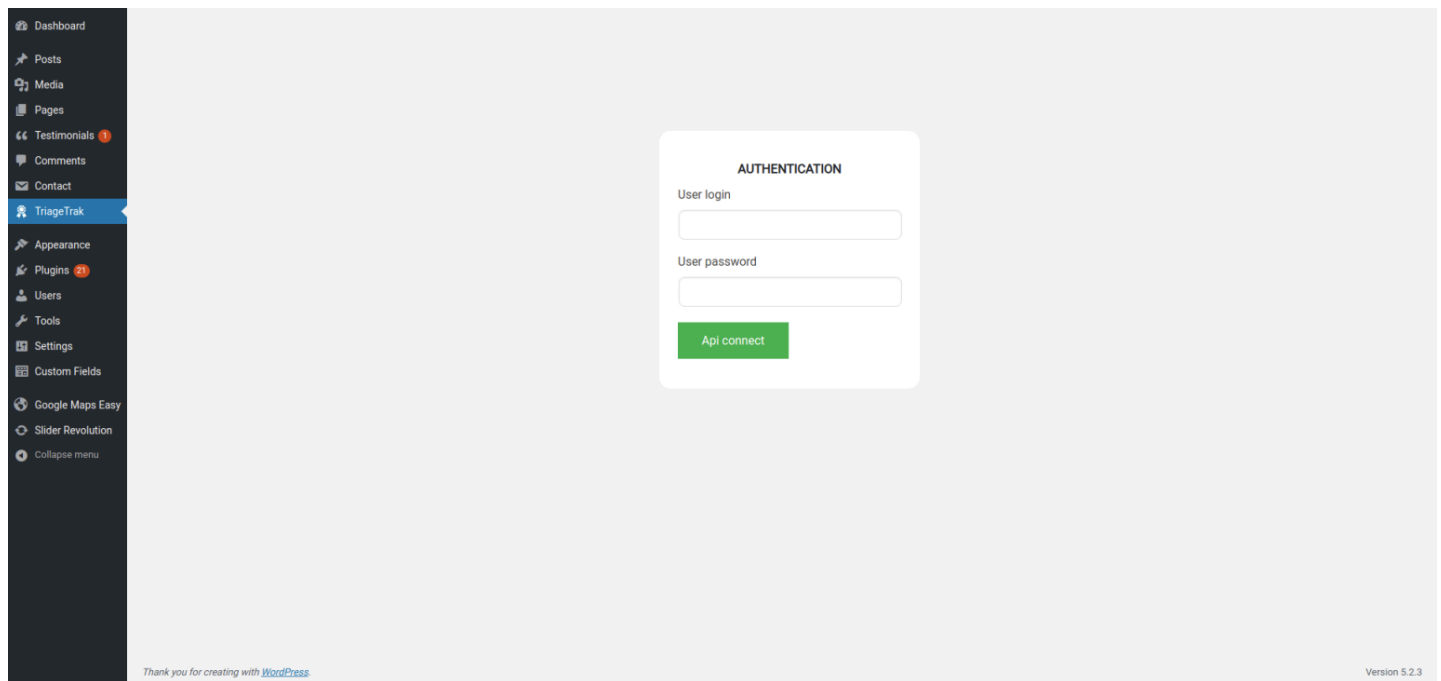 Dashboard
Posts
Media
Pages
Testimonials 1
Comments
Contact
TriageTrak
Appearance
Plugins 21
Users
Tools
Settings
Custom Fields
Google Maps Easy
Slider Revolution
Collapse menu
AUTHENTICATION
User login
User password
Api connect
Thank you for creating with WordPress.
Version 5.2.3